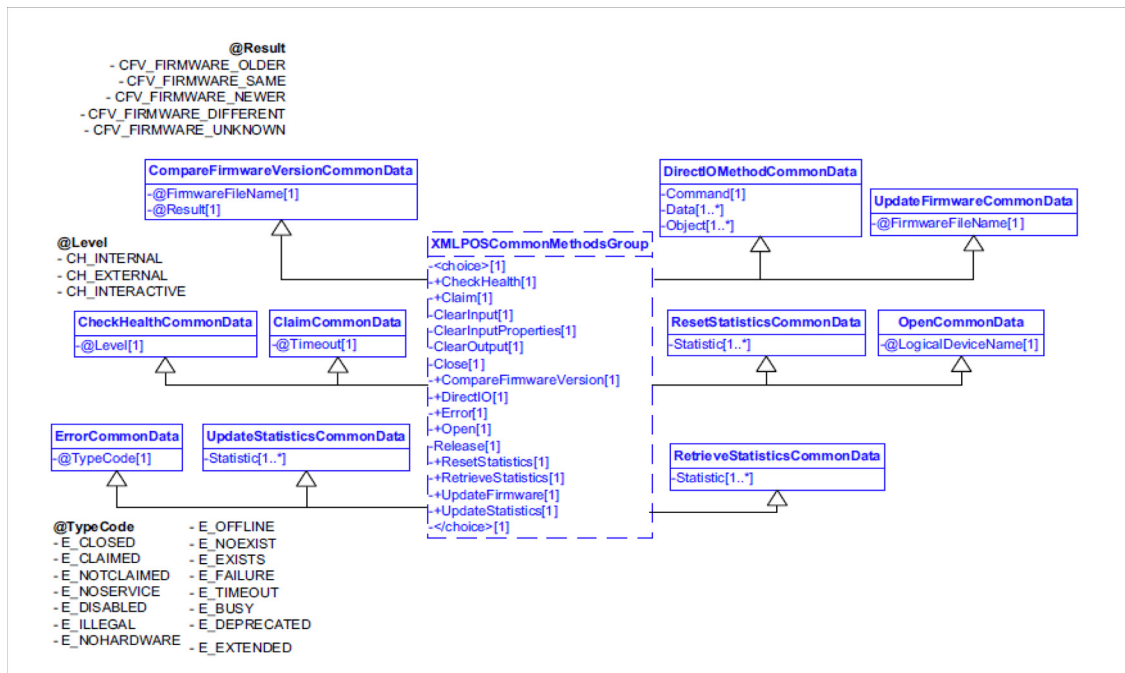 @Result
- CFV_FIRMWARE_OLDER
- CFV_FIRMWARE_SAME
- CFV_FIRMWARE_NEWER
- CFV_FIRMWARE_DIFFERENT
- CFV_FIRMWARE_UNKNOWN
CompareFirmwareVersionCommonData
-@FirmwareFileName[1]
-@Result[1]
DirectIOMethodCommonData
-Command[1]
-Data[1..*]
-Object[1..*]
UpdateFirmwareCommonData
-@FirmwareFileName[1]
@Level
- CH_INTERNAL
- CH_EXTERNAL
- CH_INTERACTIVE
XMLPOSCommonMethodsGroup
-<choice>[1]
-+CheckHealth[1]
-+Claim[1]
-ClearInput[1]
-ClearInputProperties[1]
-ClearOutput[1]
-Close[1]
-+CompareFirmwareVersion[1]
-+DirectIO[1]
-+Error[1]
-+Open[1]
-Release[1]
-+ResetStatistics[1]
-+RetrieveStatistics[1]
-+UpdateFirmware[1]
-+UpdateStatistics[1]
-</choice>[1]
CheckHealthCommonData
-@Level[1]
ClaimCommonData
-@Timeout[1]
ResetStatisticsCommonData
-Statistic[1..*]
OpenCommonData
-@LogicalDeviceName[1]
ErrorCommonData
-@TypeCode[1]
UpdateStatisticsCommonData
-Statistic[1..*]
RetrieveStatisticsCommonData
-Statistic[1..*]
@TypeCode
- E_CLOSED
- E_CLAIMED
- E_NOTCLAIMED
- E_NOSERVICE
- E_DISABLED
- E_ILLEGAL
- E_NOHARDWARE
- E_OFFLINE
- E_NOEXIST
- E_EXISTS
- E_FAILURE
- E_TIMEOUT
- E_BUSY
- E_DEPRECATED
- E_EXTENDED